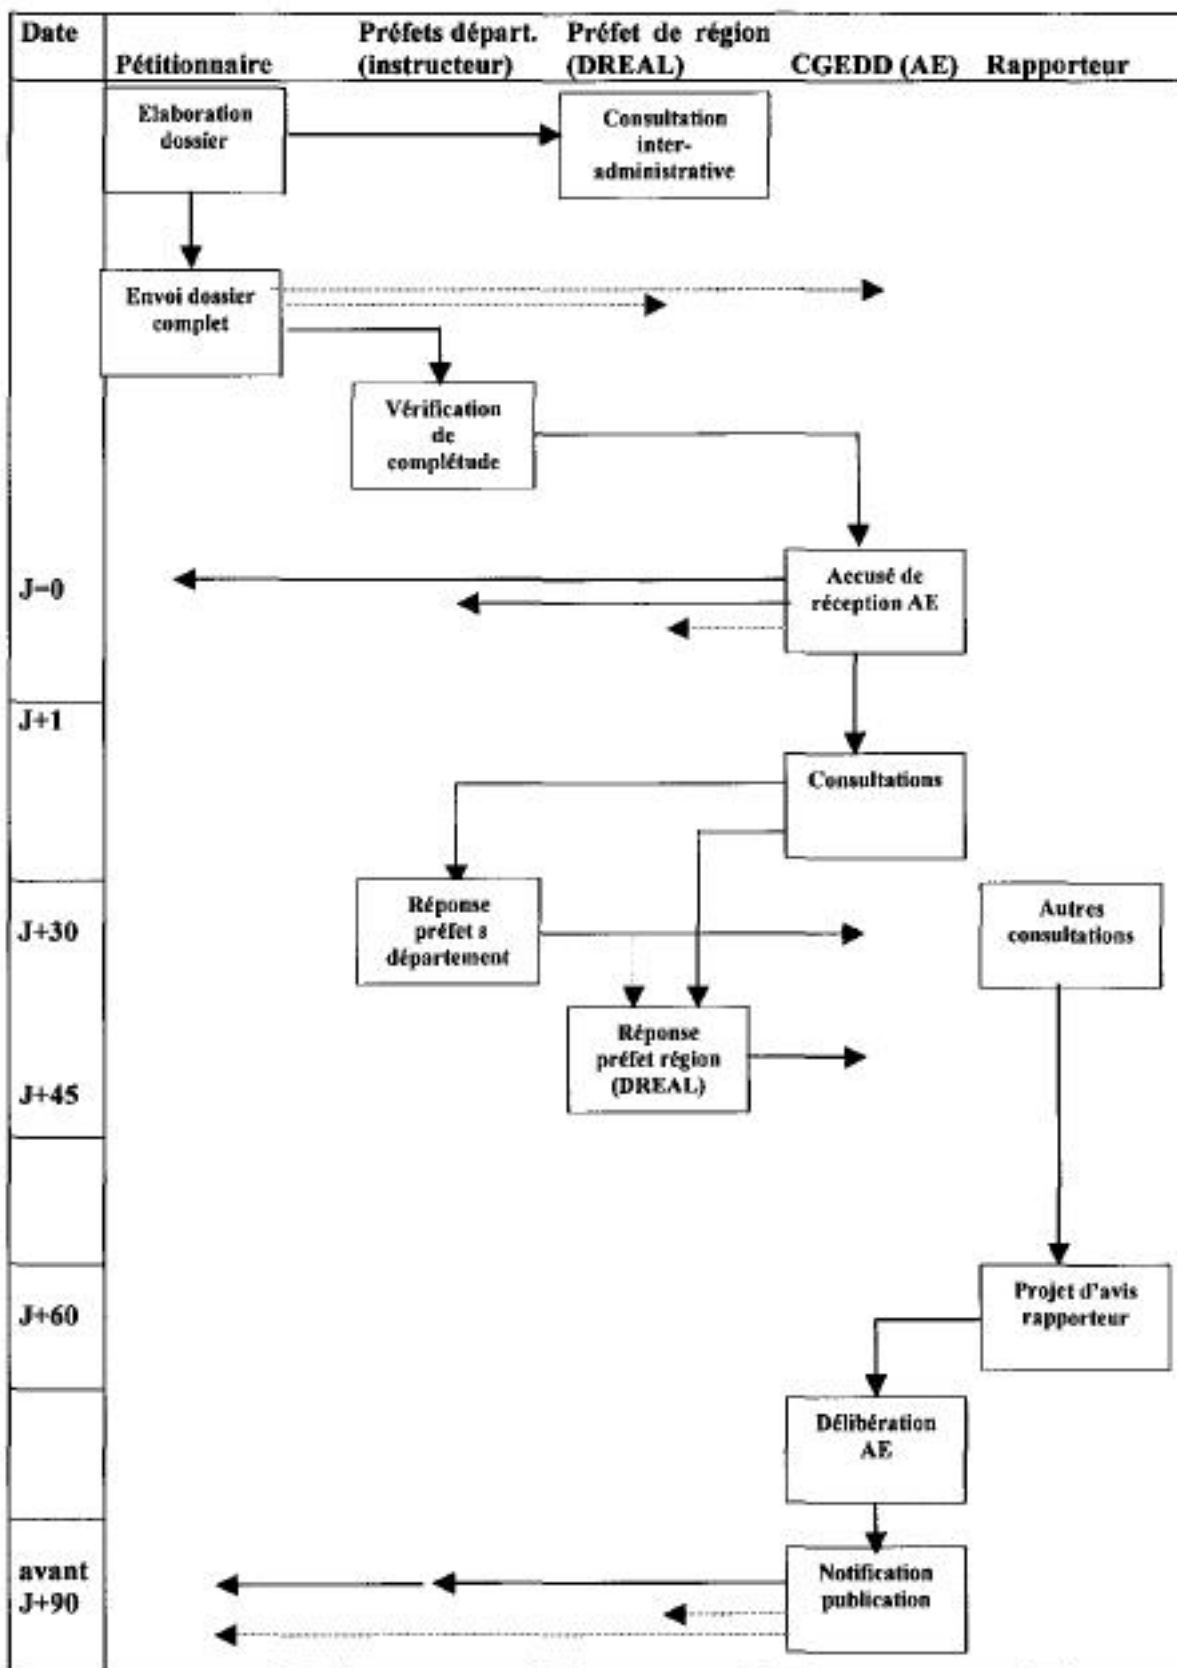 Date
Pétitionnaire
Préfets départ.
(instructeur)
Préfet de région
(DREAL)
CGEDD (AE)
Rapporteur
Elaboration
dossier
Consultation
inter-
administrative
Envoi dossier
complet
Vérification
de
complétude
J=0
Accusé de
réception AE
J+1
Consultations
J+30
Réponse
préfet s
département
Autres
consultations
Réponse
préfet région
(DREAL)
J+45
J+60
Projet d'avis
rapporteur
Délibération
AE
avant
J+90
Notification
publication